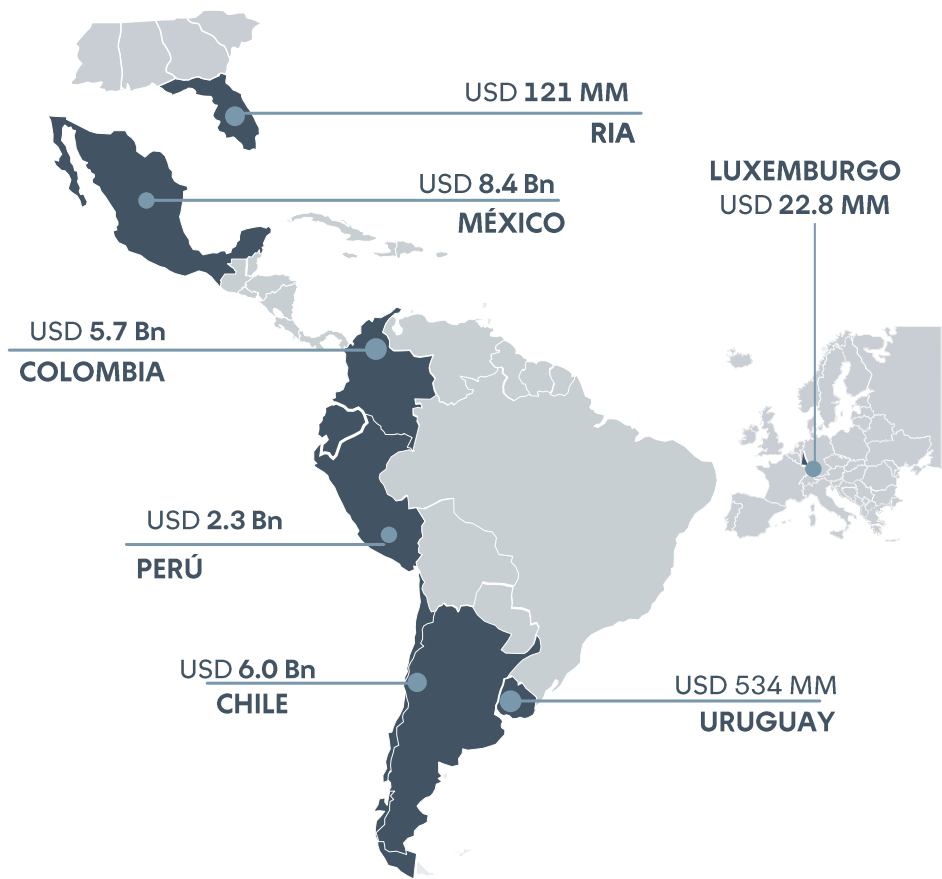 USD 121 MM
RIA
USD 8.4 Bn
MÉXICO
LUXEMBURGO
USD 22.8 MM
USD 5.7 Bn
COLOMBIA
USD 2.3 Bn
PERÚ
USD 6.0 Bn
CHILE
USD 534 MM
URUGUAY